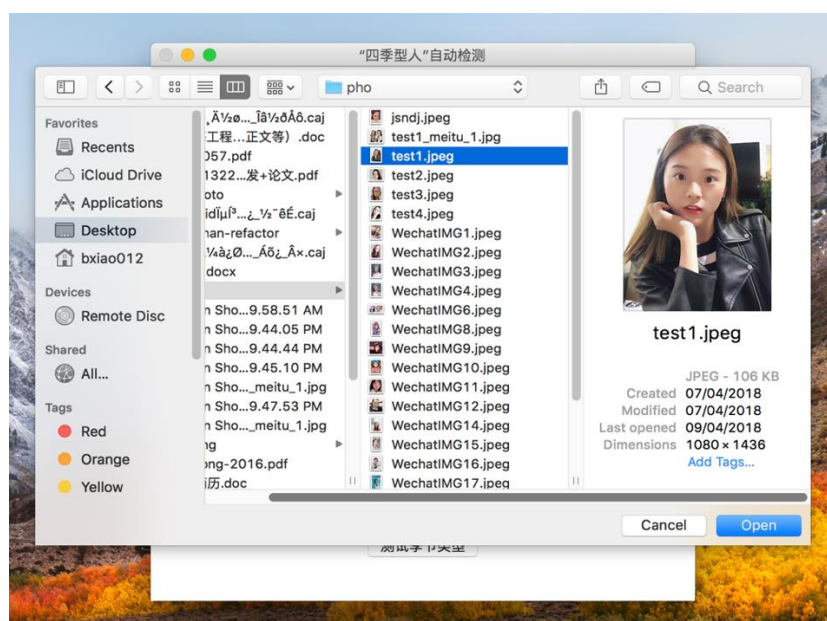 "四季型人"自动检测
pho
Search
Favorites
Recents
iCloud Drive
Applications
Desktop
bxiao012
Devices
Remote Disc
Shared
All...
Tags
Red
Orange
Yellow
工程...正文等）.doc
057.pdf
1322...发+论文.pdf
oto
nan-refactor
.docx
n Sho...9.58.51 AM
n Sho...9.44.05 PM
n Sho...9.44.44 PM
n Sho...9.45.10 PM
n Sho..._meitu_1.jpg
n Sho...9.47.53 PM
n Sho..._meitu_1.jpg
ng
ong-2016.pdf
历.doc
jsndj.jpeg
test1_meitu_1.jpg
test1.jpeg
test2.jpeg
test3.jpeg
test4.jpeg
WechatIMG1.jpeg
WechatIMG2.jpeg
WechatIMG3.jpeg
WechatIMG4.jpeg
WechatIMG6.jpeg
WechatIMG8.jpeg
WechatIMG9.jpeg
WechatIMG10.jpeg
WechatIMG11.jpeg
WechatIMG12.jpeg
WechatIMG14.jpeg
WechatIMG15.jpeg
WechatIMG16.jpeg
WechatIMG17.jpeg
test1.jpeg
JPEG - 106 KB
Created 07/04/2018
Modified 07/04/2018
Last opened 09/04/2018
Dimensions 1080 × 1436
Add Tags...
Cancel
Open
测试季节类型